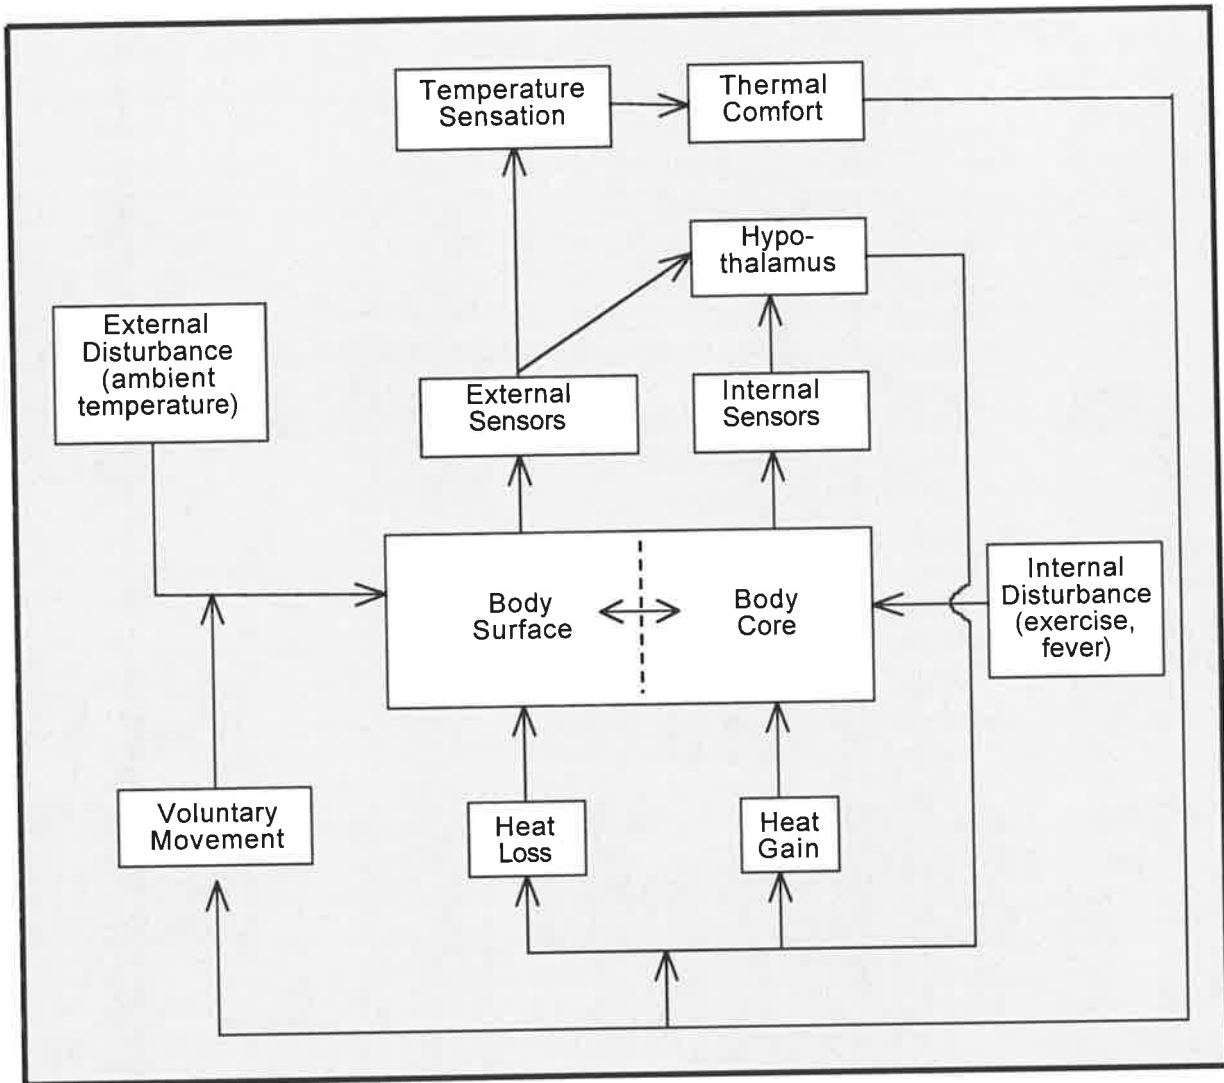 Temperature
Sensation
Thermal
Comfort
Hypo-
thalamus
External
Disturbance
(ambient
temperature)
External
Sensors
Internal
Sensors
Body
Surface
Body
Core
Internal
Disturbance
(exercise,
fever)
Voluntary
Movement
Heat
Loss
Heat
Gain